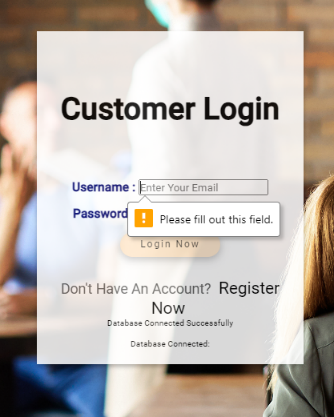 Customer Login
Username : Enter Your Email
Password
Please fill out this field.
Login Now
Don't Have An Account? Register
Now
Database Connected Successfully
Database Connected: